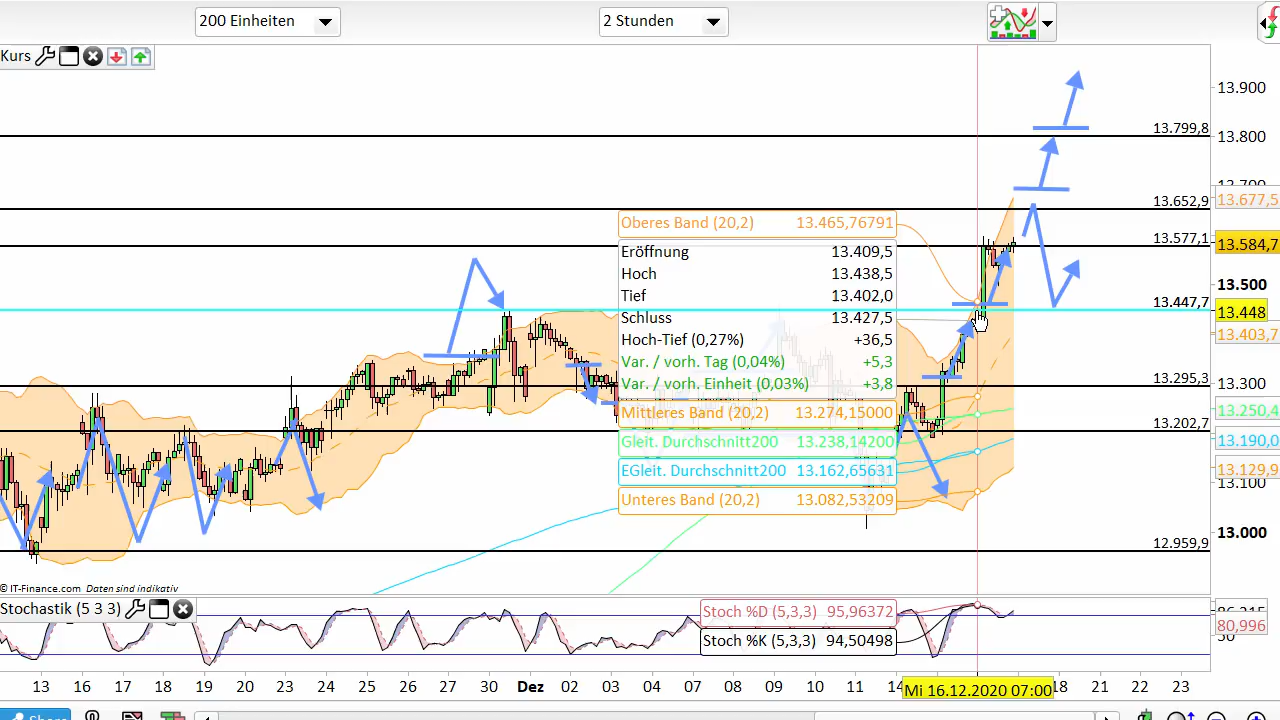 200 Einheiten
2 Stunden
Kurs
13.900
13.799,8
13.800
13.652,9
13.677,5
13.577,1
13.584,7
13.500
13.447,7
13.448
13.403,7
13.295,3
13.300
13.250,4
13.202,7
13.190,0
13.129,9
13.100
13.000
12.959,9
Oberes Band (20,2) 13.465,76791
Eröffnung 13.409,5
Hoch 13.438,5
Tief 13.402,0
Schluss 13.427,5
Hoch-Tief (0,27%) +36,5
Var. / vorh. Tag (0,04%) +5,3
Var. / vorh. Einheit (0,03%) +3,8
Mittleres Band (20,2) 13.274,15000
Gleit. Durchschnitt200 13.238,14200
EGleit. Durchschnitt200 13.162,65631
Unteres Band (20,2) 13.082,53209
© IT-Finance.com Daten sind indikativ
Stochastik (5 3 3)
Stoch %D (5,3,3) 95,96372
Stoch %K (5,3,3) 94,50498
80,996
13 16 17 18 19 20 23 24 25 26 27 30 Dez 02 03 04 07 08 09 10 11 Mi 16.12.2020 07:00 18 21 22 23